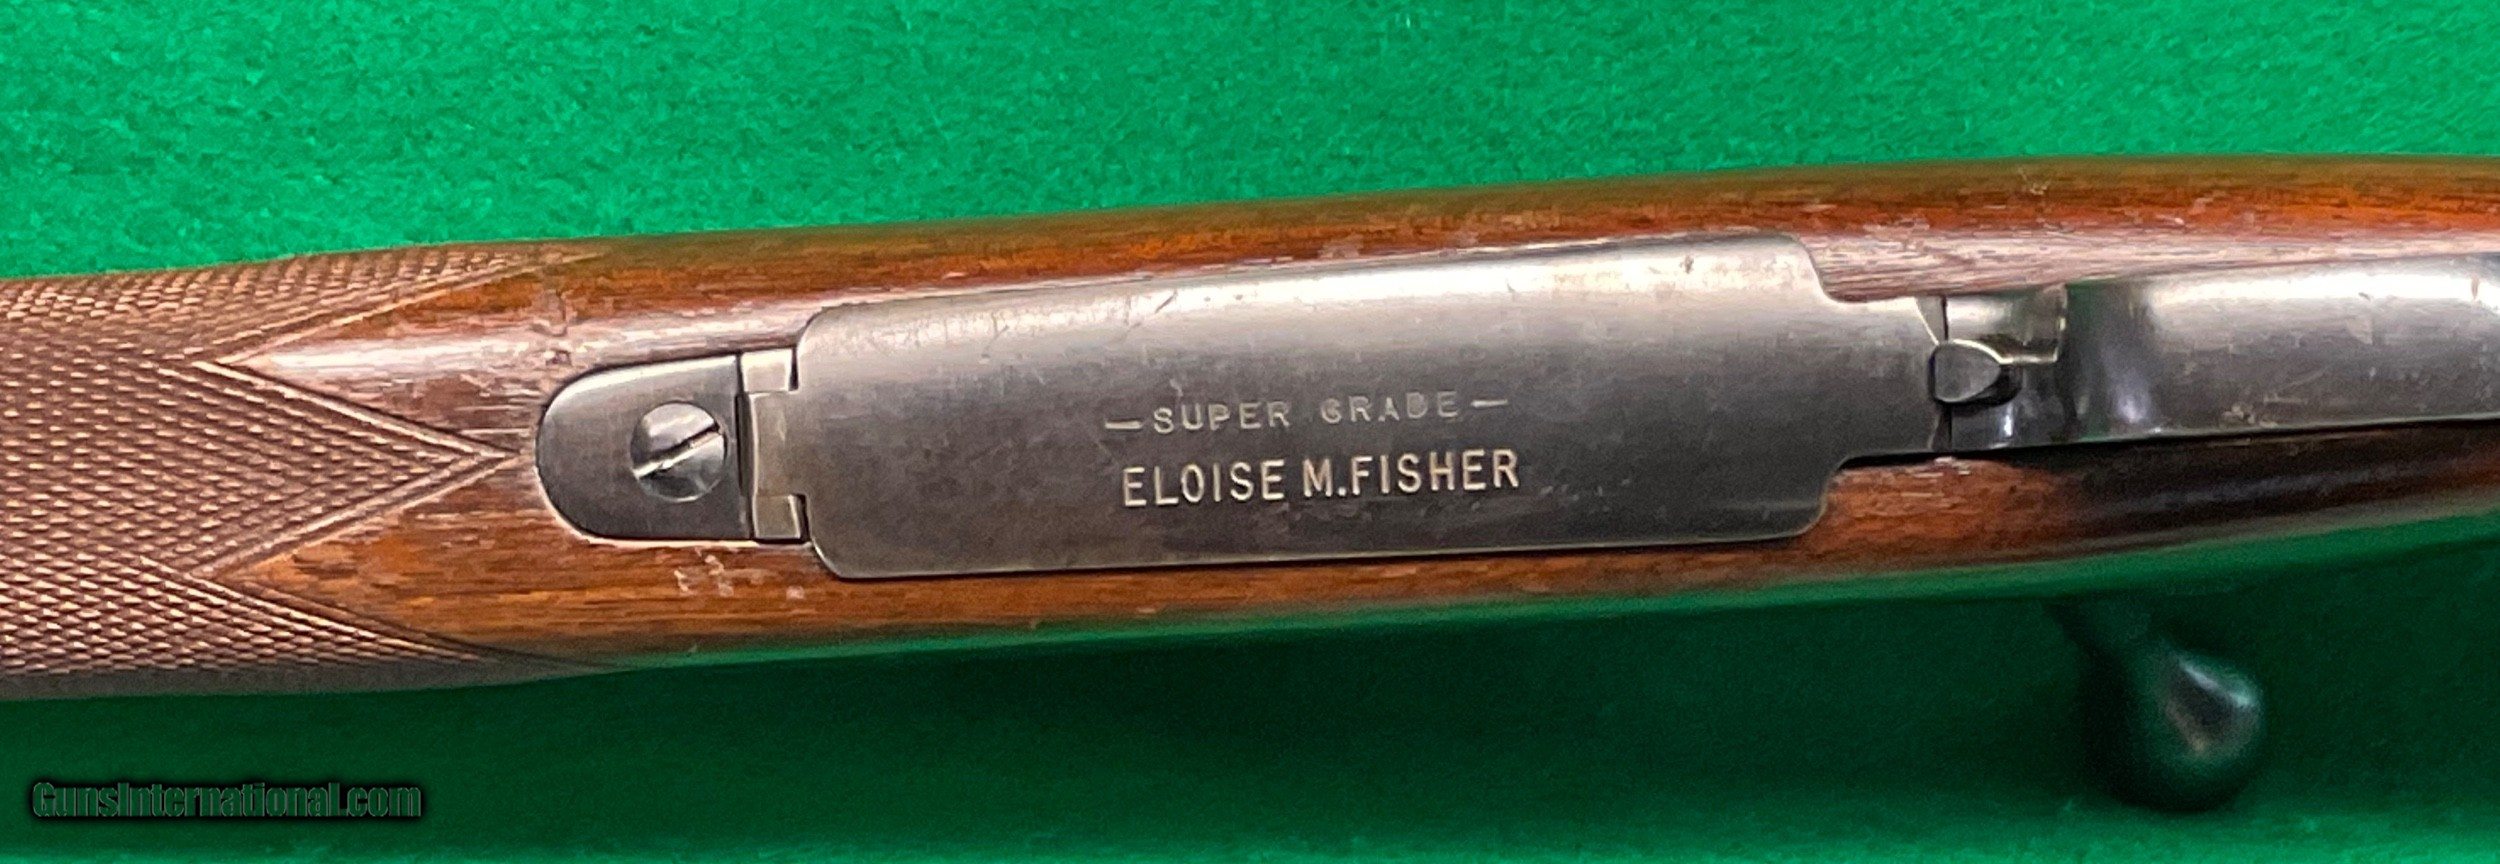 —SUPER GRADE—
ELOISE M.FISHER
GunsInternational.com